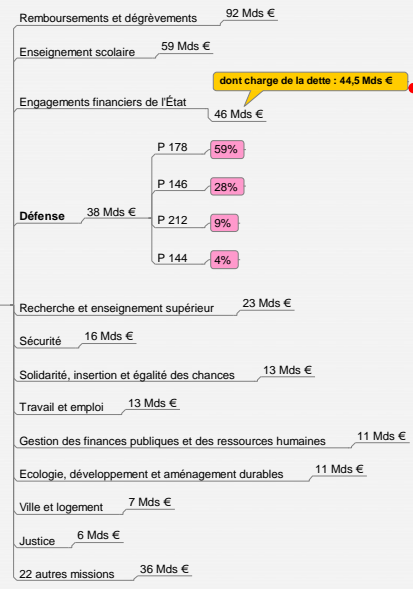 Remboursements et dégrèvements 92 Mds €
Enseignement scolaire 59 Mds €
dont charge de la dette : 44,5 Mds €
Engagements financiers de l'État 46 Mds €
P 178 59%
P 146 28%
Défense 38 Mds €
P 212 9%
P 144 4%
Recherche et enseignement supérieur 23 Mds €
Sécurité 16 Mds €
Solidarité, insertion et égalité des chances 13 Mds €
Travail et emploi 13 Mds €
Gestion des finances publiques et des ressources humaines 11 Mds €
Ecologie, développement et aménagement durables 11 Mds €
Ville et logement 7 Mds €
Justice 6 Mds €
22 autres missions 36 Mds €